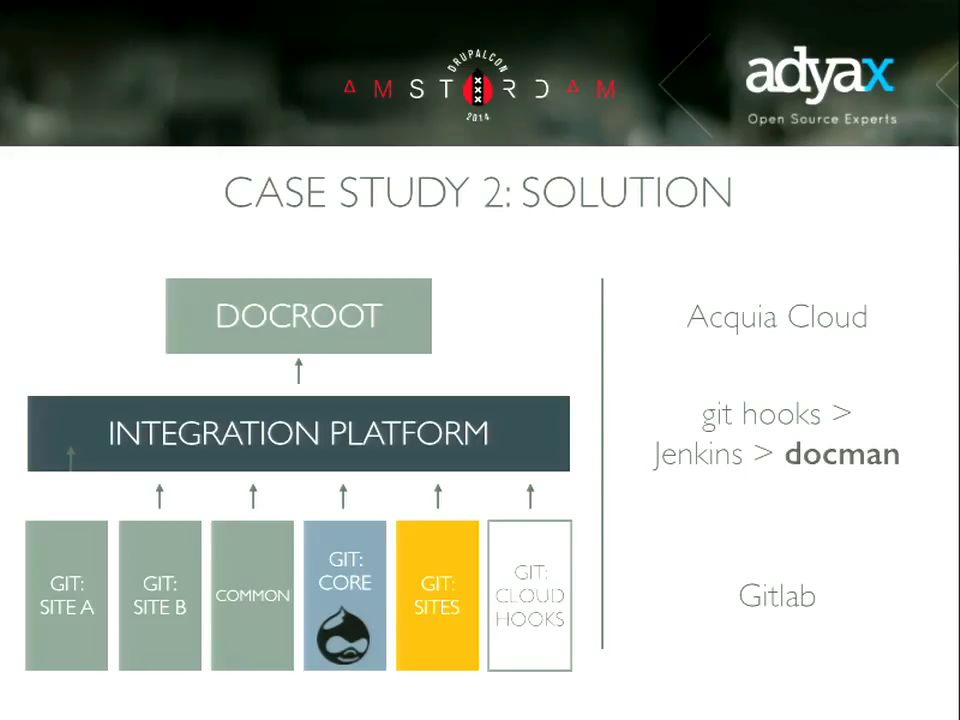 DRUPALCON
AMSTERDAM
2014
adyax
Open Source Experts
CASE STUDY 2: SOLUTION
DOCROOT
INTEGRATION PLATFORM
GIT:
SITE A
GIT:
SITE B
COMMON
GIT:
CORE
GIT:
SITES
GIT:
CLOUD
HOOKS
Acquia Cloud
git hooks >
Jenkins > docman
Gitlab